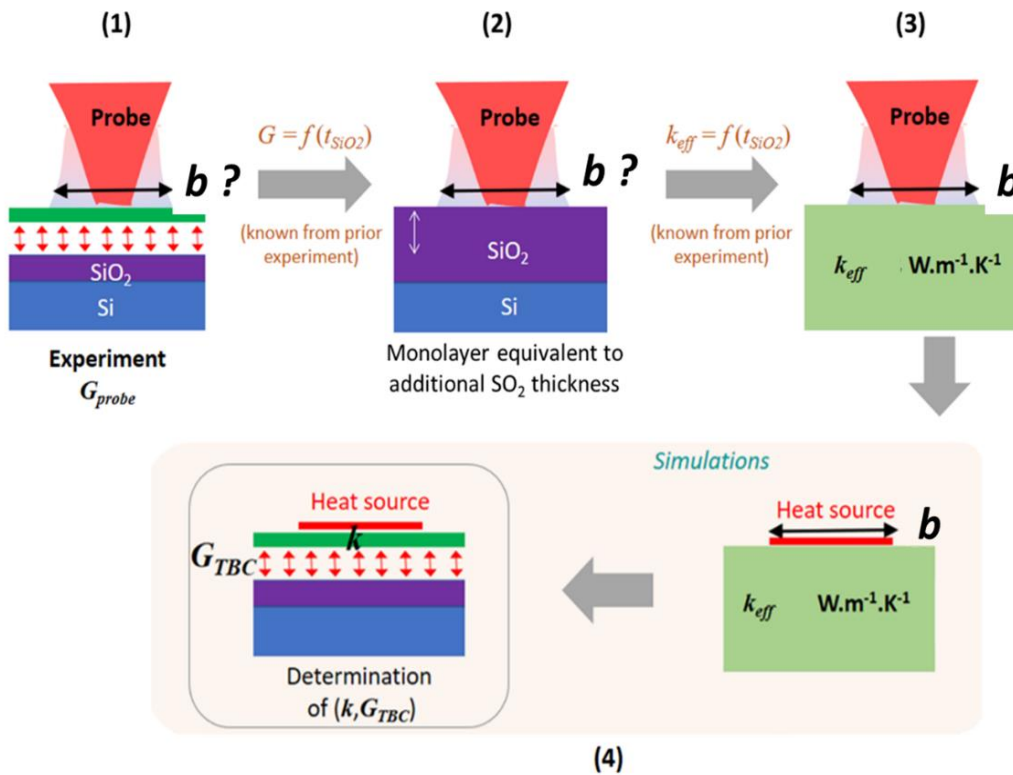 (1)
(2)
(3)
Probe
b ?
G = f(tSiO2)
(known from prior
experiment)
Probe
b ?
keff = f(tSiO2)
(known from prior
experiment)
Probe
b
SiO2
Si
Experiment
Gprobe
SiO2
Si
Monolayer equivalent to
additional SO2 thickness
keff W.m-1.K-1
Simulations
Heat source
k
GTBC
Determination
of (k,GTBC)
Heat source
b
keff W.m-1.K-1
(4)